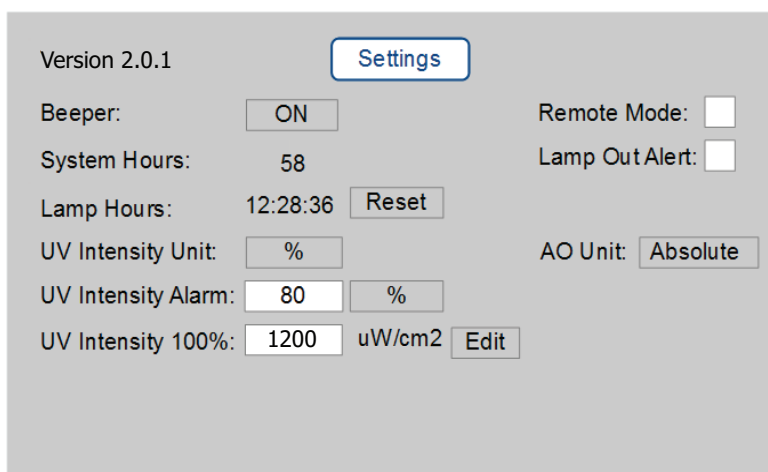 Version 2.0.1 Settings
Beeper: ON Remote Mode:
System Hours: 58 Lamp Out Alert:
Lamp Hours: 12:28:36 Reset
UV Intensity Unit: % AO Unit: Absolute
UV Intensity Alarm: 80 %
UV Intensity 100%: 1200 uW/cm2 Edit